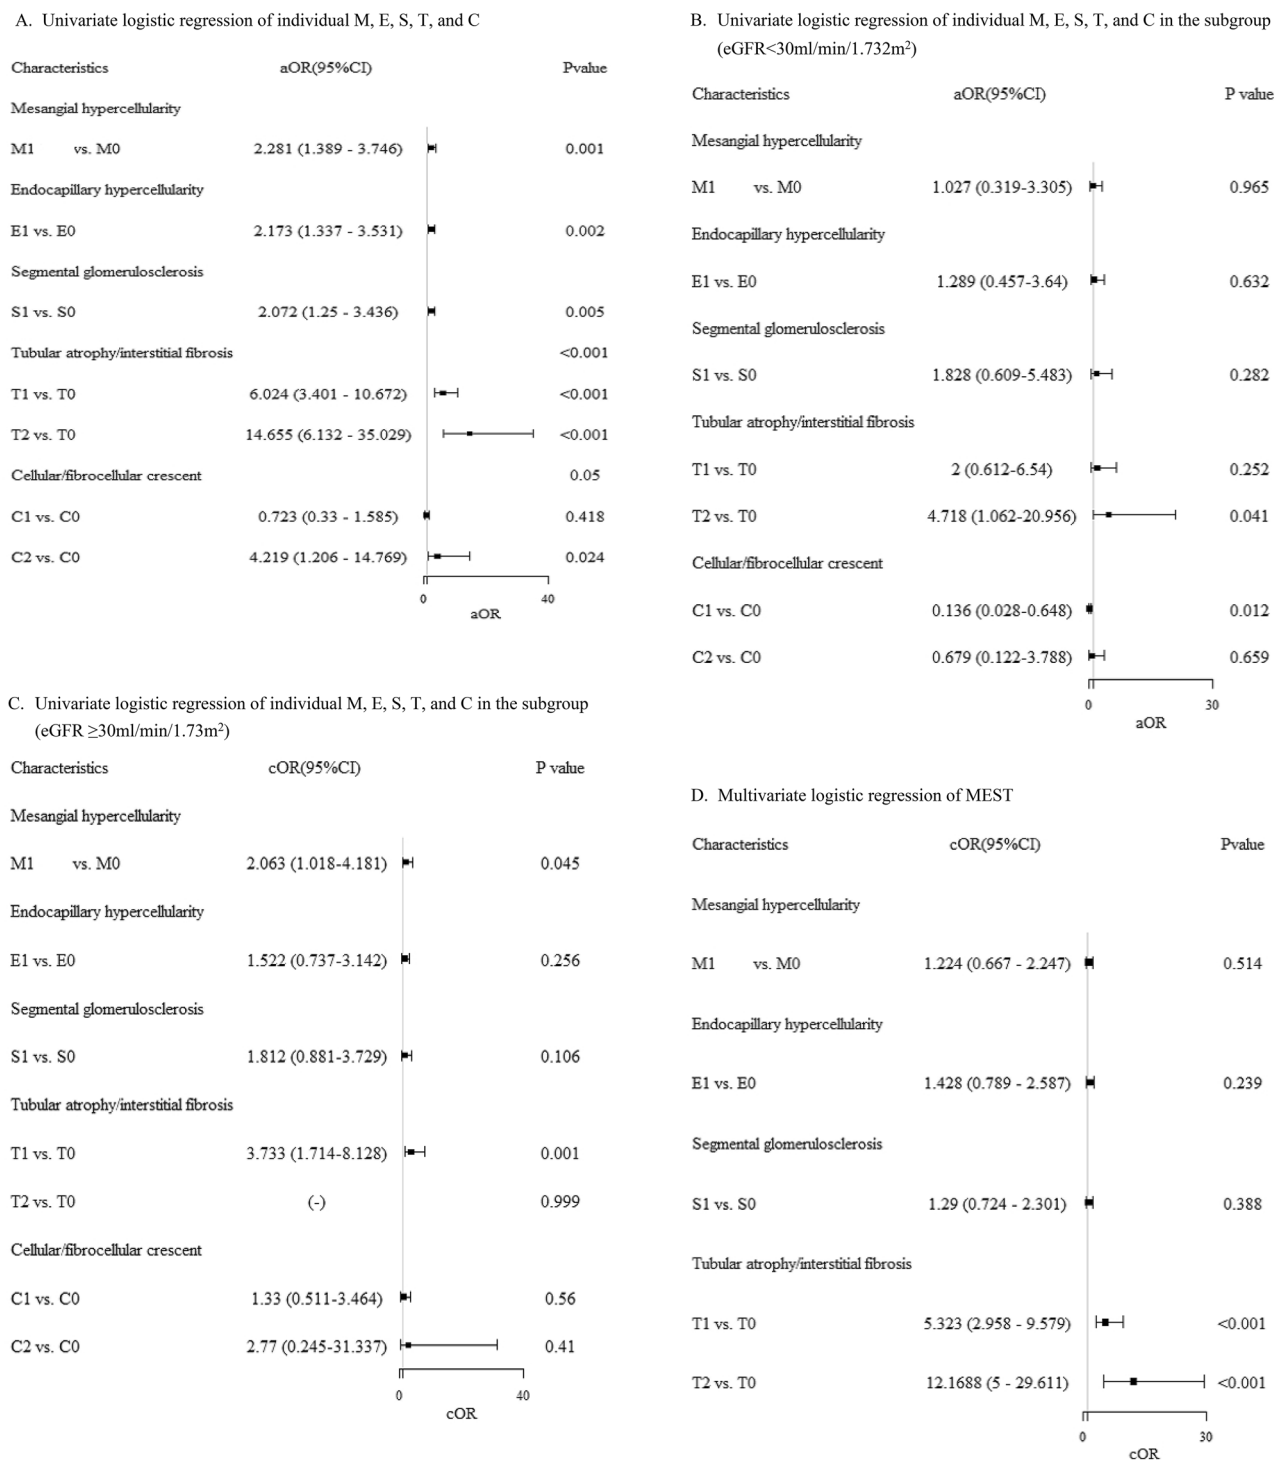 A. Univariate logistic regression of individual M, E, S, T, and C
Characteristics aOR(95%CI) Pvalue
Mesangial hypercellularity
M1 vs. M0 2.281 (1.389 - 3.746) 0.001
Endocapillary hypercellularity
E1 vs. E0 2.173 (1.337 - 3.531) 0.002
Segmental glomerulosclerosis
S1 vs. S0 2.072 (1.25 - 3.436) 0.005
Tubular atrophy/interstitial fibrosis <0.001
T1 vs. T0 6.024 (3.401 - 10.672) <0.001
T2 vs. T0 14.655 (6.132 - 35.029) <0.001
Cellular/fibrocellular crescent 0.05
C1 vs. C0 0.723 (0.33 - 1.585) 0.418
C2 vs. C0 4.219 (1.206 - 14.769) 0.024
0 40
aOR
B. Univariate logistic regression of individual M, E, S, T, and C in the subgroup
(eGFR<30ml/min/1.732m²)
Characteristics aOR(95%CI) P value
Mesangial hypercellularity
M1 vs. M0 1.027 (0.319-3.305) 0.965
Endocapillary hypercellularity
E1 vs. E0 1.289 (0.457-3.64) 0.632
Segmental glomerulosclerosis
S1 vs. S0 1.828 (0.609-5.483) 0.282
Tubular atrophy/interstitial fibrosis
T1 vs. T0 2 (0.612-6.54) 0.252
T2 vs. T0 4.718 (1.062-20.956) 0.041
Cellular/fibrocellular crescent
C1 vs. C0 0.136 (0.028-0.648) 0.012
C2 vs. C0 0.679 (0.122-3.788) 0.659
0 30
aOR
C. Univariate logistic regression of individual M, E, S, T, and C in the subgroup
(eGFR ≥30ml/min/1.73m²)
Characteristics cOR(95%CI) P value
Mesangial hypercellularity
M1 vs. M0 2.063 (1.018-4.181) 0.045
Endocapillary hypercellularity
E1 vs. E0 1.522 (0.737-3.142) 0.256
Segmental glomerulosclerosis
S1 vs. S0 1.812 (0.881-3.729) 0.106
Tubular atrophy/interstitial fibrosis
T1 vs. T0 3.733 (1.714-8.128) 0.001
T2 vs. T0 (-) 0.999
Cellular/fibrocellular crescent
C1 vs. C0 1.33 (0.511-3.464) 0.56
C2 vs. C0 2.77 (0.245-31.337) 0.41
0 40
cOR
D. Multivariate logistic regression of MEST
Characteristics cOR(95%CI) Pvalue
Mesangial hypercellularity
M1 vs. M0 1.224 (0.667 - 2.247) 0.514
Endocapillary hypercellularity
E1 vs. E0 1.428 (0.789 - 2.587) 0.239
Segmental glomerulosclerosis
S1 vs. S0 1.29 (0.724 - 2.301) 0.388
Tubular atrophy/interstitial fibrosis
T1 vs. T0 5.323 (2.958 - 9.579) <0.001
T2 vs. T0 12.1688 (5 - 29.611) <0.001
0 30
cOR